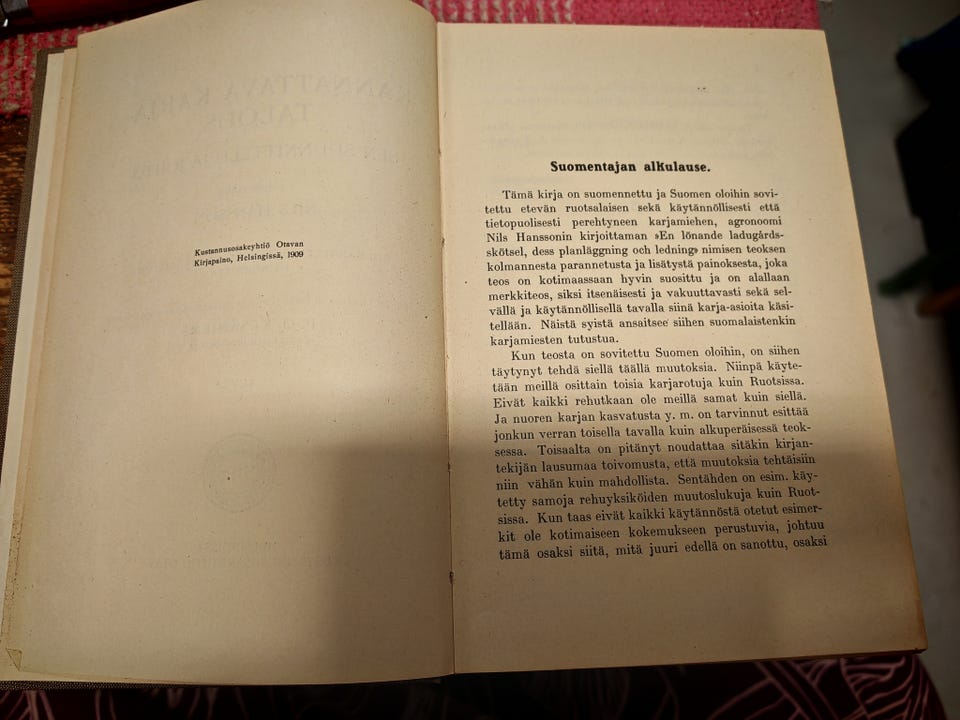 Kustannusosakeyhtiö Otavan
Kirjapaino, Helsingissä, 1909
Suomentajan alkulause.
Tämä kirja on suomennettu ja Suomen oloihin sovi-
tettu etevän ruotsalaisen sekä käytännöllisesti että
tietopuolisesti perehtyneen karjamiehen, agronoomi
Nils Hanssonin kirjoittaman »En lönande ladugårds-
skötsel, dess planläggning och ledning» nimisen teoksen
kolmannesta parannetusta ja lisätystä painoksesta, joka
teos on kotimaassaan hyvin suosittu ja on alallaan
merkkiteos, siksi itsenäisesti ja vakuuttavasti sekä sel-
vällä ja käytännöllisellä tavalla siinä karja-asioita käsi-
tellään. Näistä syistä ansaitsee siihen suomalaistenkin
karjamiesten tutustua.
Kun teosta on sovitettu Suomen oloihin, on siihen
täytynyt tehdä siellä täällä muutoksia. Niinpä käyte-
tään meillä osittain toisia karjarotuja kuin Ruotsissa.
Eivät kaikki rehutkaan ole meillä samat kuin siellä.
Ja nuoren karjan kasvatusta y. m. on tarvinnut esittää
jonkun verran toisella tavalla kuin alkuperäisessä teok-
sessa. Toisaalta on pitänyt noudattaa sitäkin kirjan-
tekijän lausumaa toivomusta, että muutoksia tehtäisiin
niin vähän kuin mahdollista. Sentähden on esim. käy-
tetty samoja rehuyksiköiden muutoslukuja kuin Ruot-
sissa. Kun taas eivät kaikki käytännöstä otetut esimer-
kit ole kotimaiseen kokemukseen perustuvia, johtuu
tämä osaksi siitä, mitä juuri edellä on sanottu, osaksi